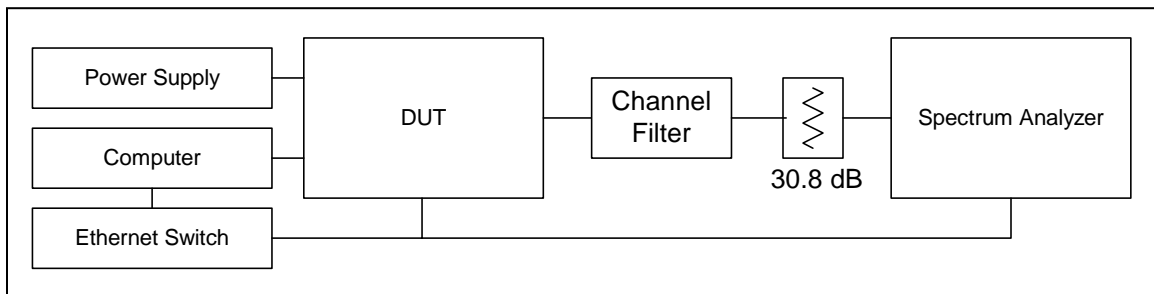 Power Supply
Computer
Ethernet Switch
DUT
Channel
Filter
30.8 dB
Spectrum Analyzer